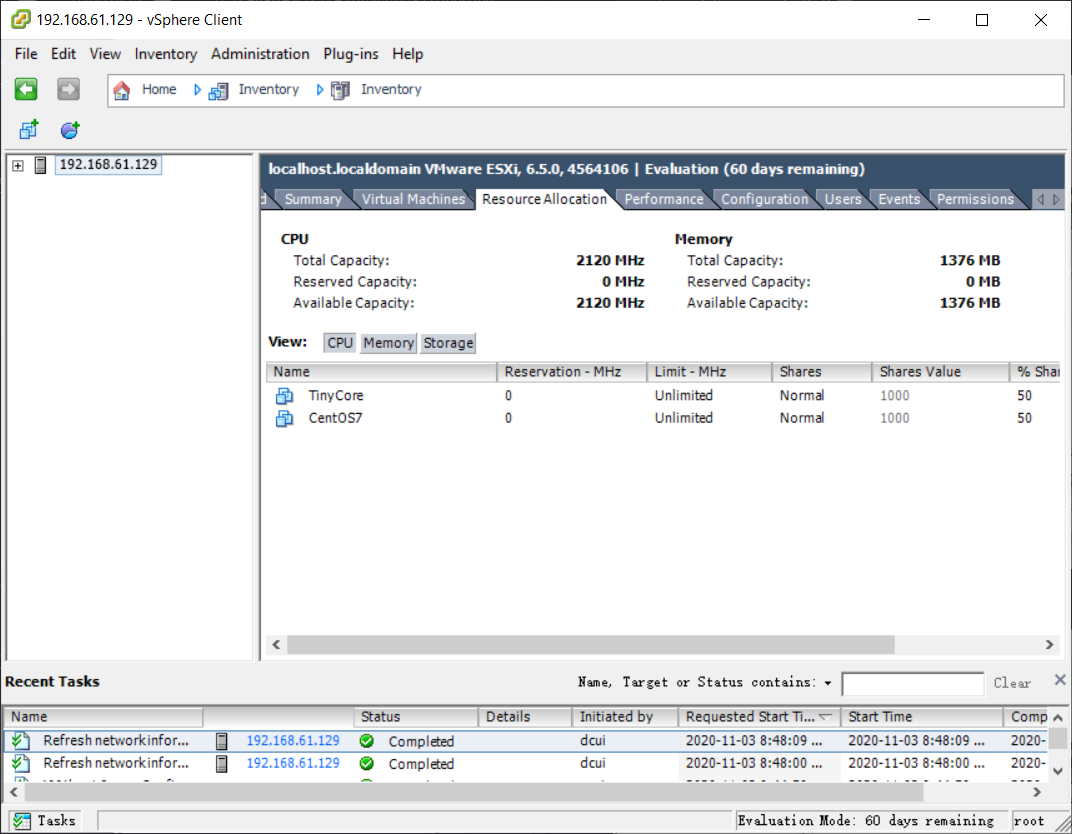 192.168.61.129 - vSphere Client
File Edit View Inventory Administration Plug-ins Help
Home Inventory Inventory
192.168.61.129
localhost.localdomain VMware ESXi, 6.5.0, 4564106 | Evaluation (60 days remaining)
Summary Virtual Machines Resource Allocation Performance Configuration Users Events Permissions
CPU
Total Capacity: 2120 MHz
Reserved Capacity: 0 MHz
Available Capacity: 2120 MHz
Memory
Total Capacity: 1376 MB
Reserved Capacity: 0 MB
Available Capacity: 1376 MB
View: CPU Memory Storage
Name Reservation - MHz Limit - MHz Shares Shares Value % Shar
TinyCore 0 Unlimited Normal 1000 50
CentOS7 0 Unlimited Normal 1000 50
Recent Tasks
Name, Target or Status contains: Clear
Name Status Details Initiated by Requested Start Ti... Start Time Comp
Refresh network infor... 192.168.61.129 Completed dcui 2020-11-03 8:48:09 ... 2020-11-03 8:48:09 ... 2020-
Refresh network infor... 192.168.61.129 Completed dcui 2020-11-03 8:48:00 ... 2020-11-03 8:48:00 ... 2020-
Tasks Evaluation Mode: 60 days remaining root